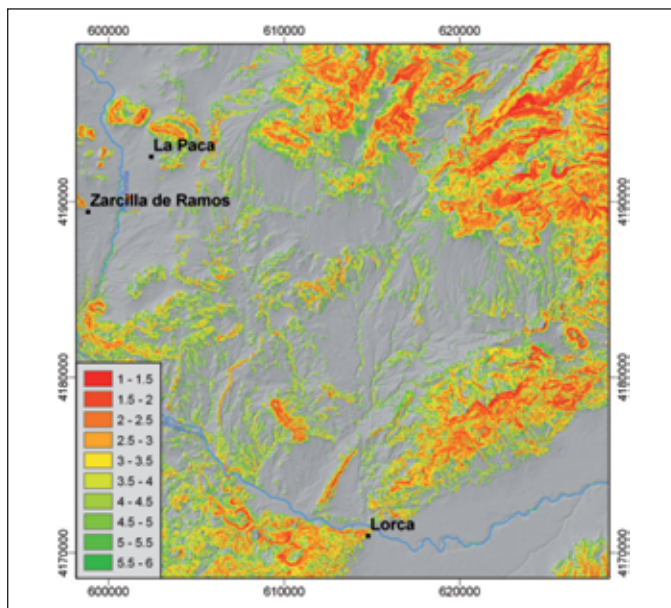 600000 610000 620000
La Paca
Zarcilla de Ramos
4190000 4190000
4180000 4180000
1 - 1.5
1.5 - 2
2 - 2.5
2.5 - 3
3 - 3.5
3.5 - 4
4 - 4.5
4.5 - 5
5 - 5.5
5.5 - 6
Lorca
4170000 4170000
600000 610000 620000